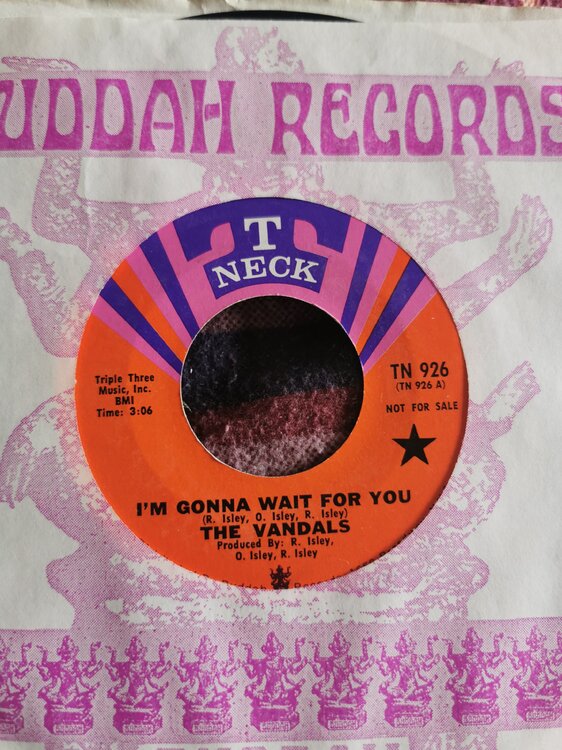 UDDAH RECORDS
T
NECK
Triple Three
Music, Inc.
BMI
Time: 3:06
TN 926
(TN 926 A)
NOT FOR SALE
I'M GONNA WAIT FOR YOU
(R. Isley, O. Isley, R. Isley)
THE VANDALS
Produced By: R. Isley,
O. Isley, R. Isley
Buddah